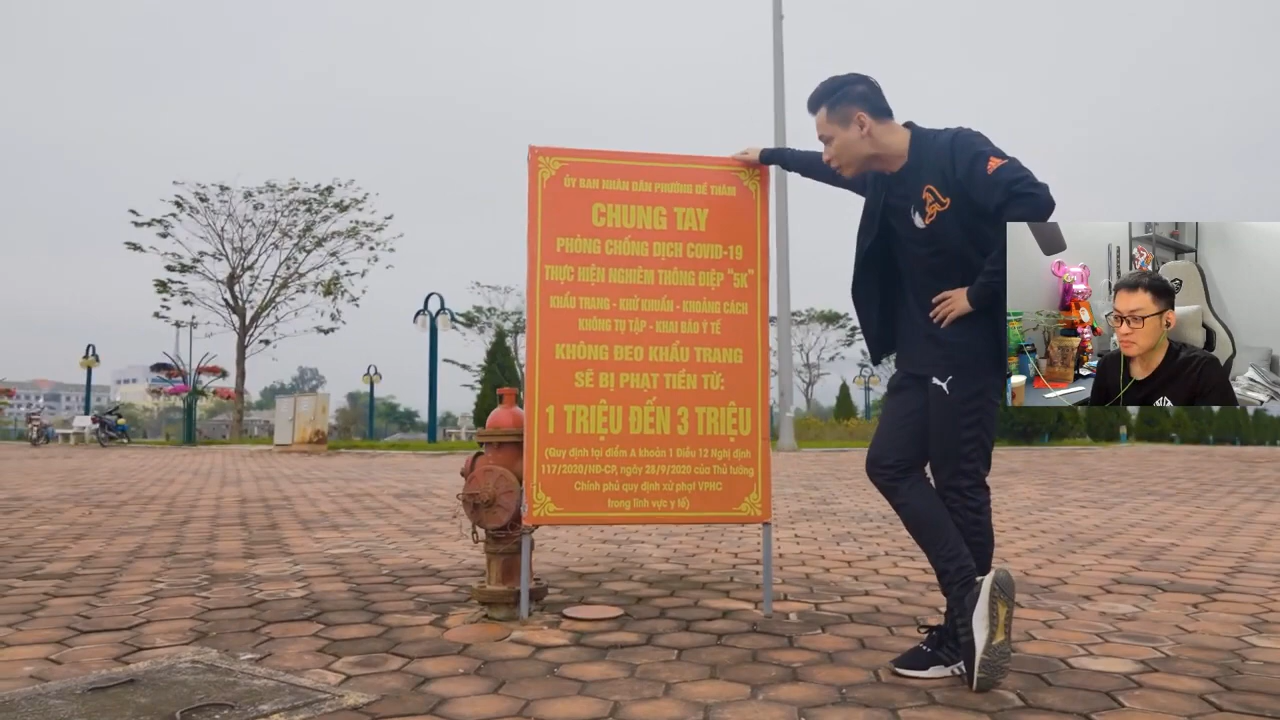 ỦY BAN NHÂN DÂN PHƯỜNG ĐỀ THÁM
CHUNG TAY
PHÒNG CHỐNG DỊCH COVID-19
THỰC HIỆN NGHIÊM THÔNG ĐIỆP "5K"
KHẨU TRANG - KHỬ KHUẨN - KHOẢNG CÁCH
KHÔNG TỤ TẬP - KHAI BÁO Y TẾ
KHÔNG ĐEO KHẨU TRANG
SẼ BỊ PHẠT TIỀN TỪ:
1 TRIỆU ĐẾN 3 TRIỆU
(Quy định tại điểm A khoản 1 Điều 12 Nghị định
117/2020/NĐ-CP, ngày 28/9/2020 của Thủ tướng
Chính phủ quy định xử phạt VPHC
trong lĩnh vực y tế)